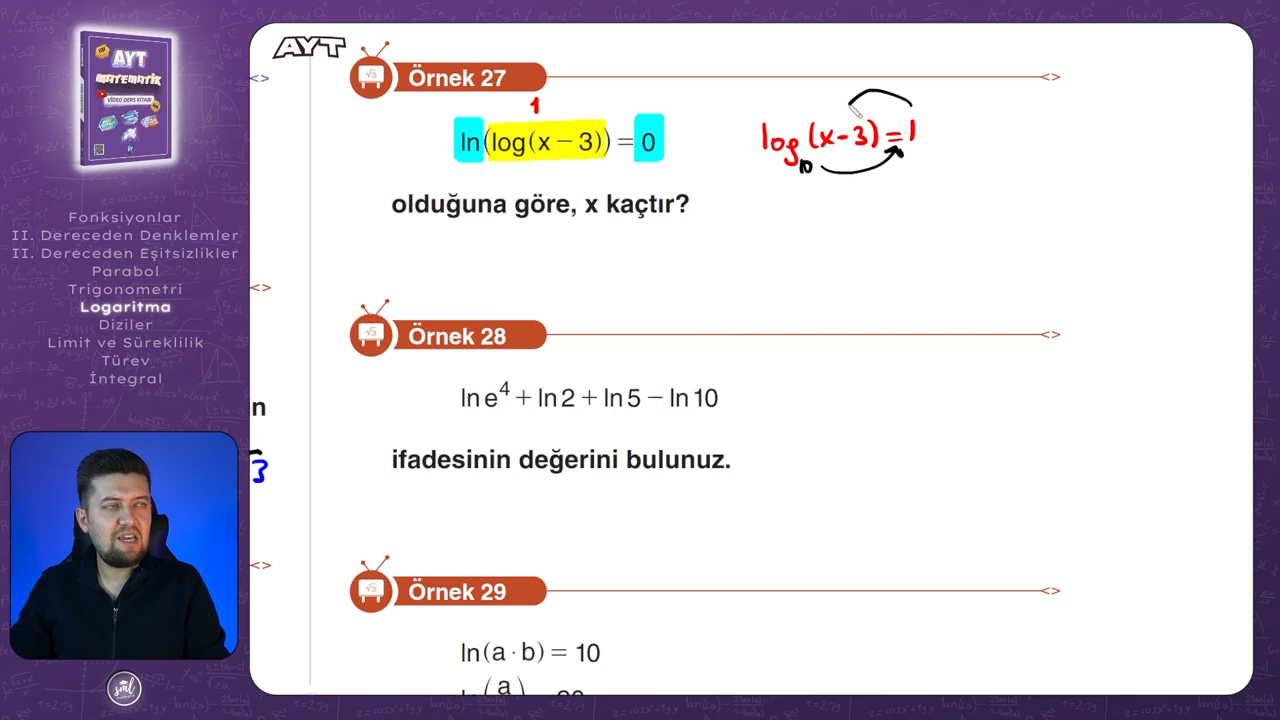 AYT
MATEMATİK
VİDEO DERS KİTABI
Fonksiyonlar
II. Dereceden Denklemler
II. Dereceden Eşitsizlikler
Parabol
Trigonometri
Logaritma
Diziler
Limit ve Süreklilik
Türev
İntegral
sml
n
3
AYT
Örnek 27
1
ln(log(x − 3)) = 0
log₁₀(x-3)=1
olduğuna göre, x kaçtır?
Örnek 28
ln e⁴ + ln 2 + ln 5 − ln 10
ifadesinin değerini bulunuz.
Örnek 29
ln(a · b) = 10